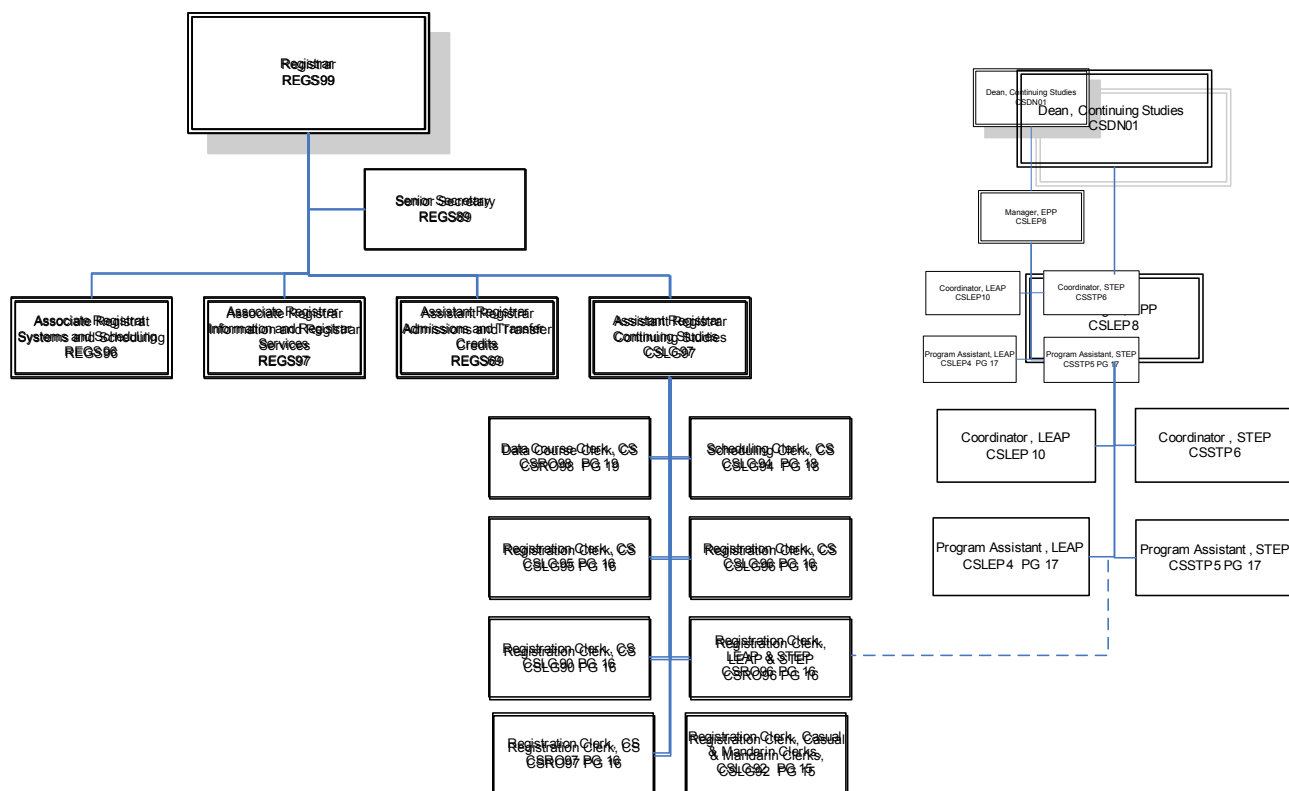 Registrar
REGS99
Senior Secretary
REGS89
Associate Registrat
Systems and Scheduling
REGS96
Associate Registrar
Information and Registrar
Services
REGS97
Assistant Registrar
Admissions and Transfer
Credits
REGS69
Assistant Registrar
Continuing Studies
CSLG97
Data Course Clerk, CS
CSRO98 PG 19
Scheduling Clerk, CS
CSLG94 PG 18
Registration Clerk, CS
CSLG95 PG 16
Registration Clerk, CS
CSLG96 PG 16
Registration Clerk, CS
CSLG90 PG 16
Registration Clerk,
LEAP & STEP
CSRO96 PG 16
Registration Clerk, CS
CSRO97 PG 16
Registration Clerk, Casual
& Mandarin Clerks,
CSLG92 PG 15
Dean, Continuing Studies
CSDN01
Dean, Continuing Studies
CSDN01
Manager, EPP
CSLEP8
Coordinator, LEAP
CSLEP10
Coordinator, STEP
CSSTP6
EPP
CSLEP8
Program Assistant, LEAP
CSLEP4 PG 17
Program Assistant, STEP
CSSTP5 PG 17
Coordinator, LEAP
CSLEP 10
Coordinator, STEP
CSSTP6
Program Assistant, LEAP
CSLEP4 PG 17
Program Assistant, STEP
CSSTP5 PG 17